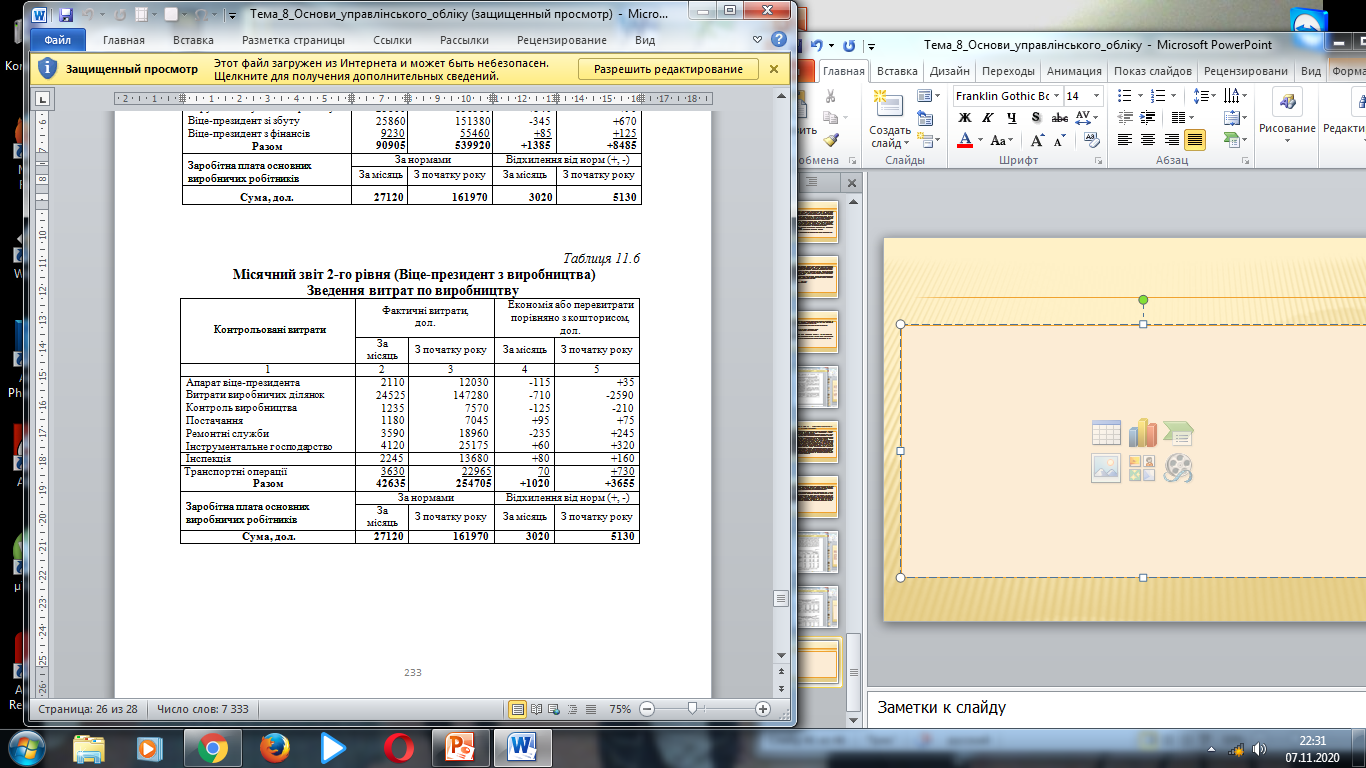 Тема_8_Основи_управлінського_обліку (защищенный просмотр) - Micro...
Файл Главная Вставка Разметка страницы Ссылки Рассылки Рецензирование Вид
Защищенный просмотр Этот файл загружен из Интернета и может быть небезопасен. Щелкните для получения дополнительных сведений. Разрешить редактирование
Віце-президент зі збуту 25860 151380 -345 +670
Віце-президент з фінансів 9230 55460 +85 +125
Разом 90905 539920 +1385 +8485
Заробітна плата основних виробничих робітників За нормами Відхилення від норм (+, -)
За місяць З початку року За місяць З початку року
Сума, дол. 27120 161970 3020 5130
Таблиця 11.6
Місячний звіт 2-го рівня (Віце-президент з виробництва)
Зведення витрат по виробництву
Контрольовані витрати Фактичні витрати, дол. Економія або перевитрати порівняно з кошторисом, дол.
За місяць З початку року За місяць З початку року
1 2 3 4 5
Апарат віце-президента 2110 12030 -115 +35
Витрати виробничих ділянок 24525 147280 -710 -2590
Контроль виробництва 1235 7570 -125 -210
Постачання 1180 7045 +95 +75
Ремонтні служби 3590 18960 -235 +245
Інструментальне господарство 4120 25175 +60 +320
Інспекція 2245 13680 +80 +160
Транспортні операції 3630 22965 70 +730
Разом 42635 254705 +1020 +3655
Заробітна плата основних виробничих робітників За нормами Відхилення від норм (+, -)
За місяць З початку року За місяць З початку року
Сума, дол. 27120 161970 3020 5130
233
Страница: 26 из 28 Число слов: 7 333 75%
Тема_8_Основи_управлінського_обліку - Microsoft PowerPoint
Главная Вставка Дизайн Переходы Анимация Показ слайдов Рецензировани Вид Форма
Franklin Gothic Bc 14
Создать слайд
Рисование
Слайды Шрифт Абзац
Заметки к слайду
22:31
07.11.2020